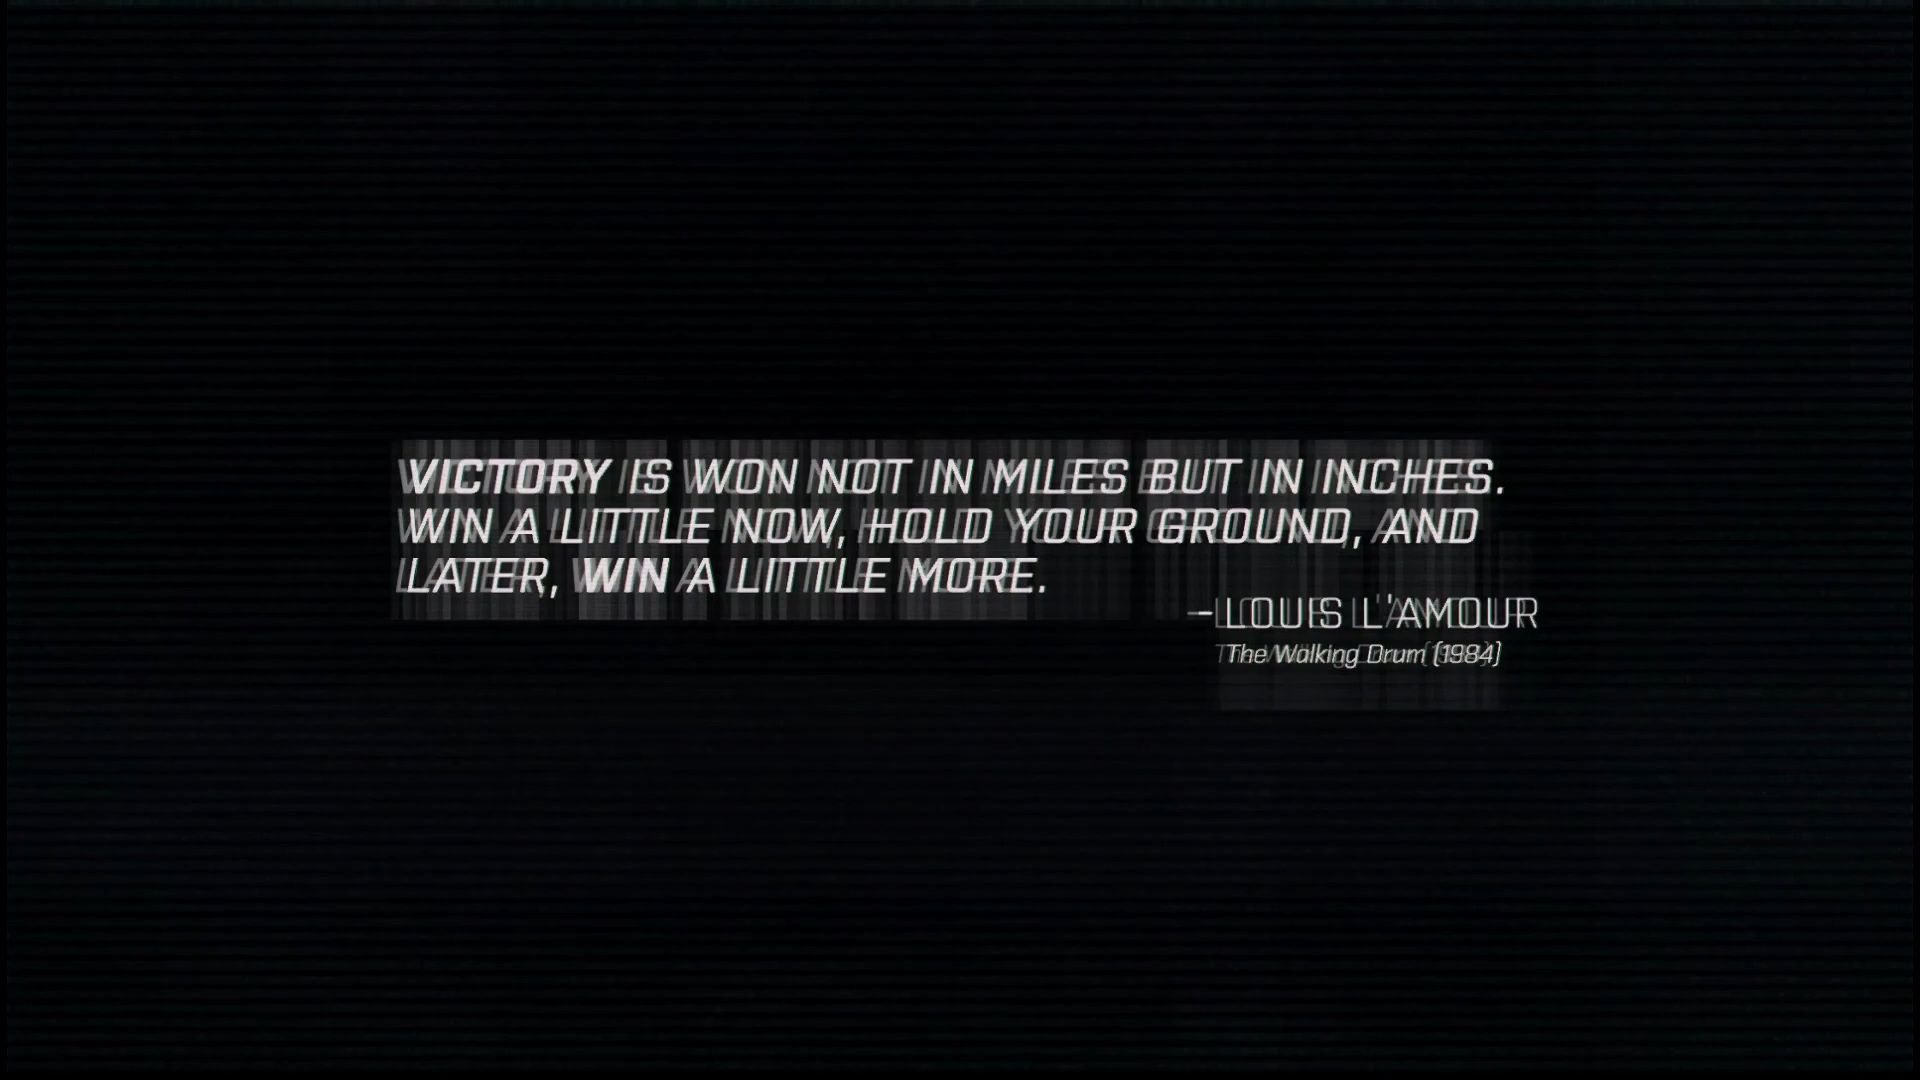 VICTORY IS WON NOT IN MILES BUT IN INCHES.
WIN A LITTLE NOW, HOLD YOUR GROUND, AND
LATER, WIN A LITTLE MORE.
—LOUIS L'AMOUR
The Walking Drum (1984)